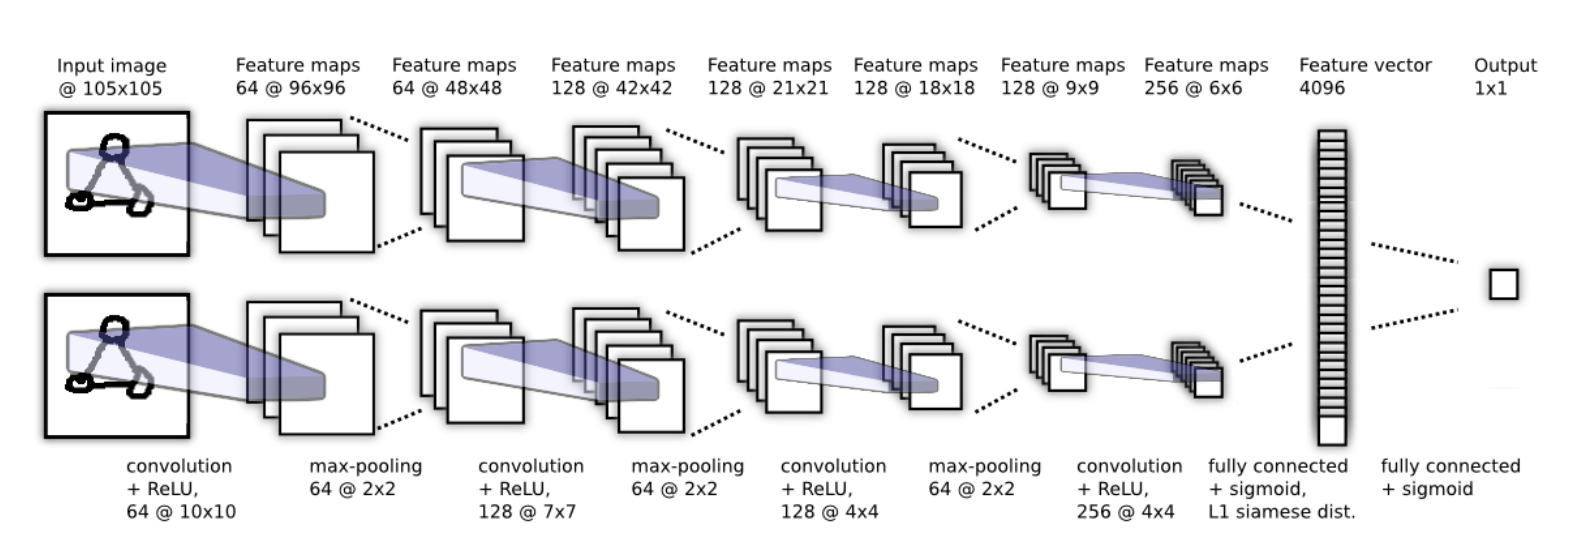 Input image
@ 105x105
Feature maps
64 @ 96x96
Feature maps
64 @ 48x48
Feature maps
128 @ 42x42
Feature maps
128 @ 21x21
Feature maps
128 @ 18x18
Feature maps
128 @ 9x9
Feature maps
256 @ 6x6
Feature vector
4096
Output
1x1
convolution
+ ReLU,
64 @ 10x10
max-pooling
64 @ 2x2
convolution
+ ReLU,
128 @ 7x7
max-pooling
64 @ 2x2
convolution
+ ReLU,
128 @ 4x4
max-pooling
64 @ 2x2
convolution
+ ReLU,
256 @ 4x4
fully connected
+ sigmoid,
L1 siamese dist.
fully connected
+ sigmoid